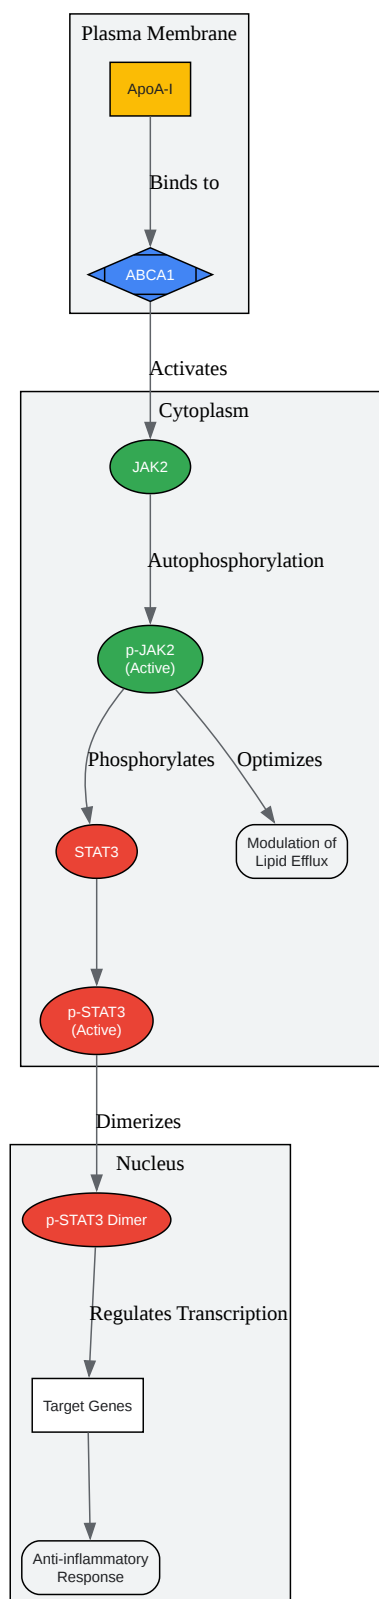 Plasma Membrane
ApoA-I
Binds to
ABCA1
Activates
Cytoplasm
JAK2
Autophosphorylation
p-JAK2
(Active)
Phosphorylates
Optimizes
STAT3
Modulation of
Lipid Efflux
p-STAT3
(Active)
Dimerizes
Nucleus
p-STAT3 Dimer
Regulates Transcription
Target Genes
Anti-inflammatory
Response